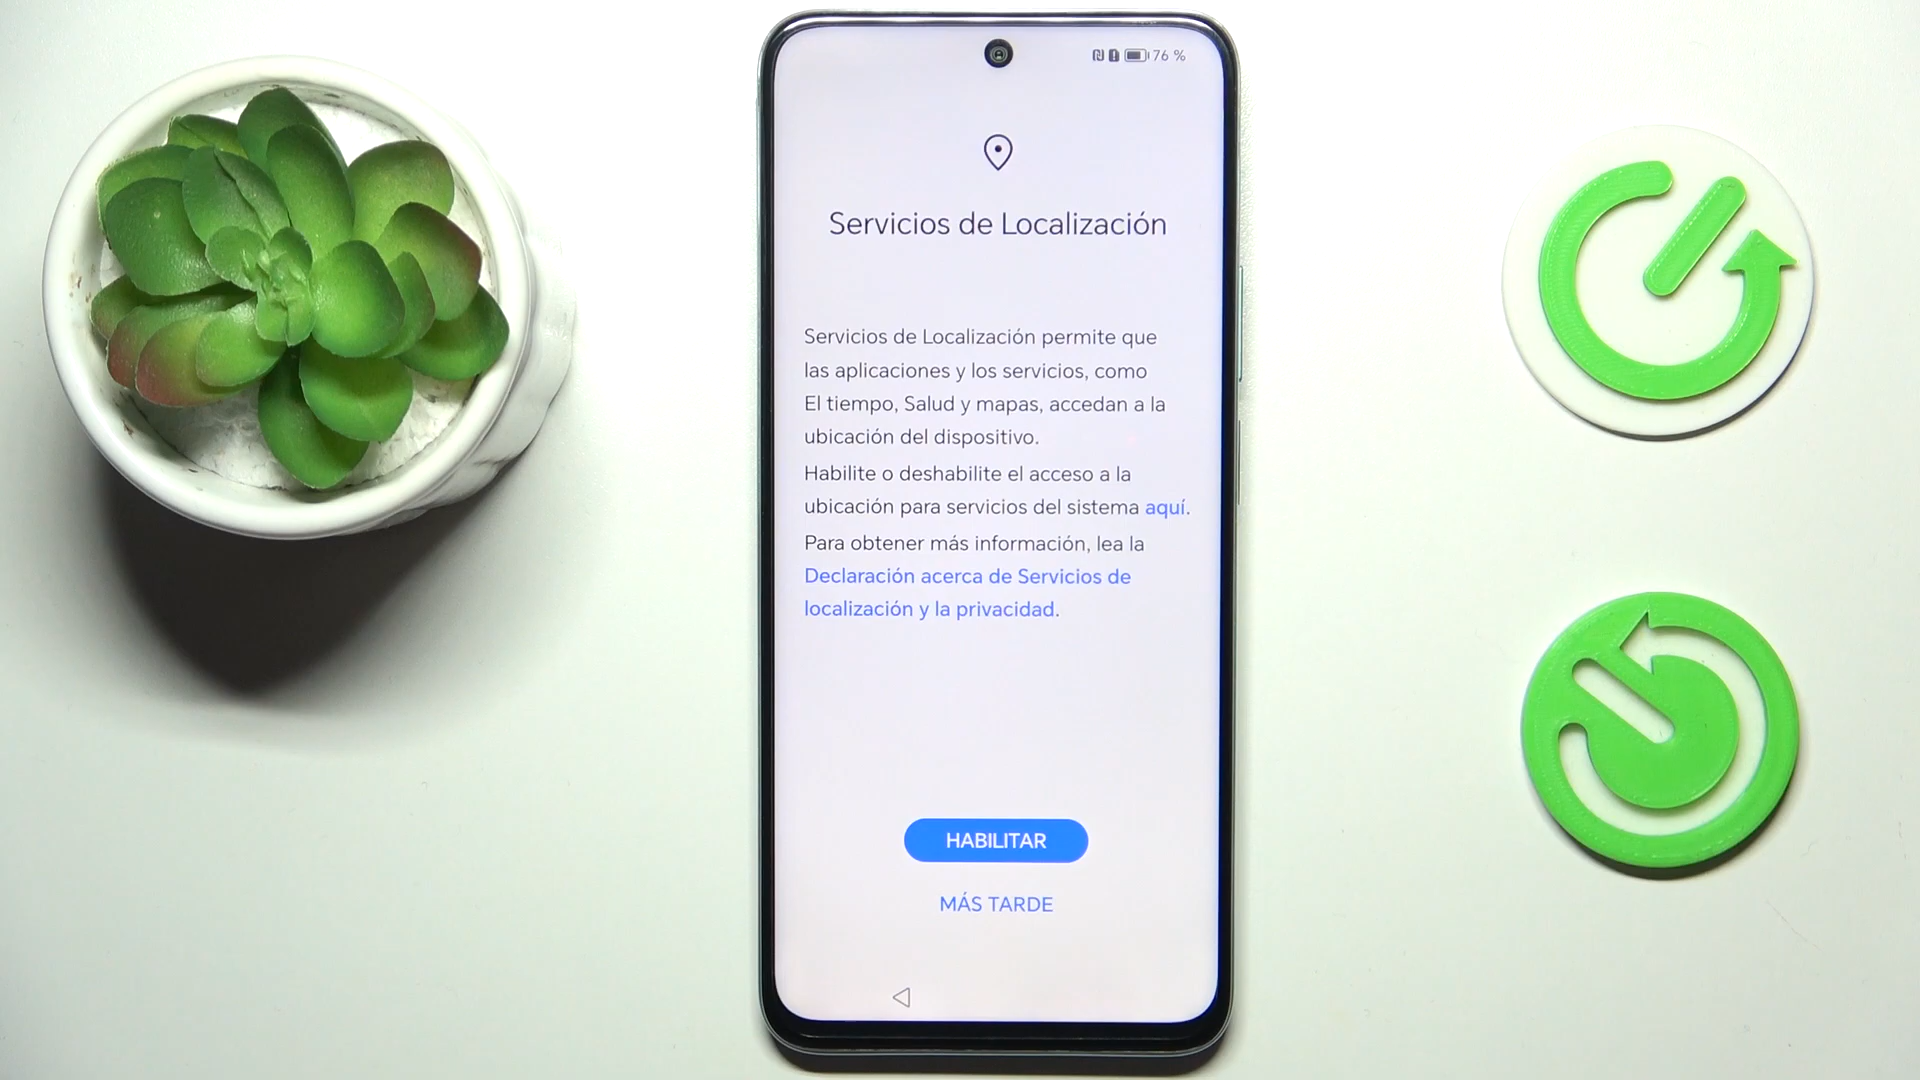 76 %
Servicios de Localización
Servicios de Localización permite que
las aplicaciones y los servicios, como
El tiempo, Salud y mapas, accedan a la
ubicación del dispositivo.
Habilite o deshabilite el acceso a la
ubicación para servicios del sistema aquí.
Para obtener más información, lea la
Declaración acerca de Servicios de
localización y la privacidad.
HABILITAR
MÁS TARDE